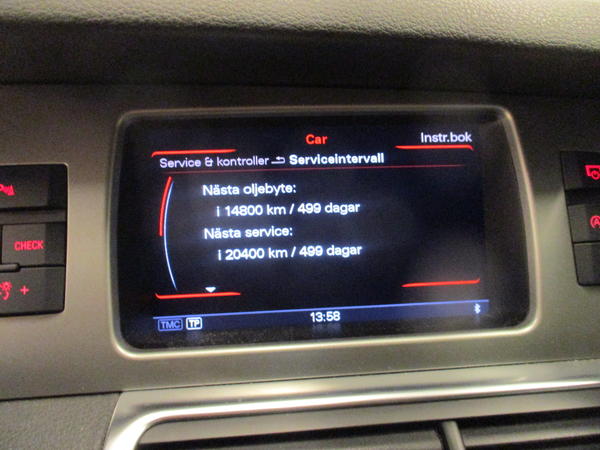 Car
Instr.bok
Service & kontroller Serviceintervall
Nästa oljebyte:
i 14800 km / 499 dagar
Nästa service:
i 20400 km / 499 dagar
CHECK
+
TMC TP
13:58